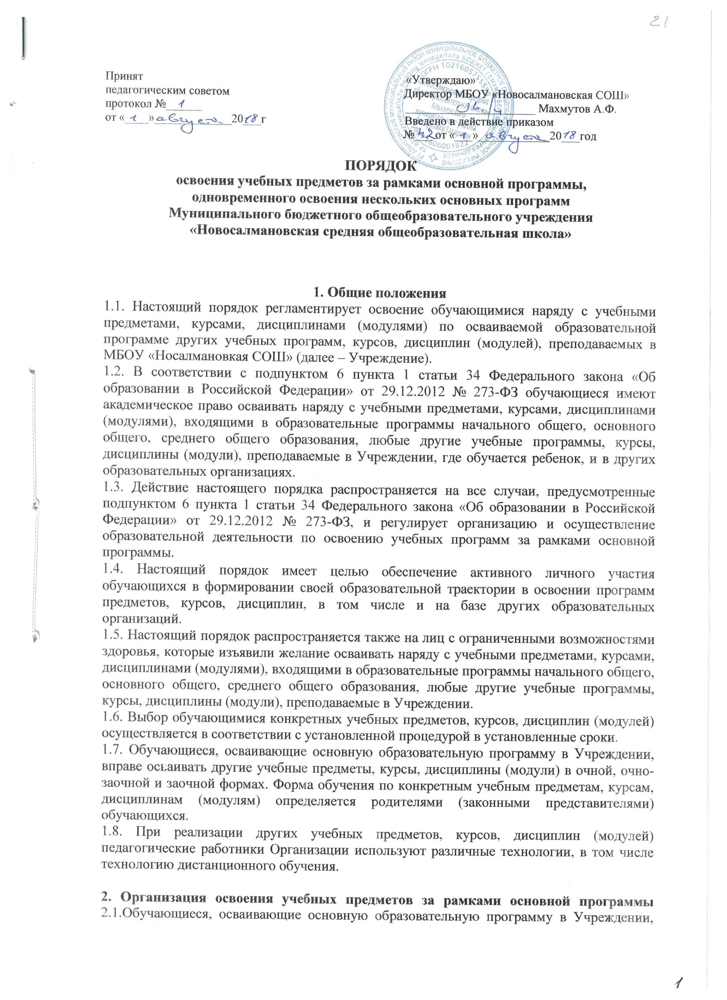 21
Принят
педагогическим советом
протокол № 1
от « 1 » августа 2018 г
«Утверждаю»
Директор МБОУ «Новосалмановская СОШ»
Махмутов А.Ф.
Введено в действие приказом
№ 42 от « 1 » августа 2018 год
ОГРН 1021605755596
ПОРЯДОК
освоения учебных предметов за рамками основной программы,
одновременного освоения нескольких основных программ
Муниципального бюджетного общеобразовательного учреждения
«Новосалмановская средняя общеобразовательная школа»
1. Общие положения
1.1. Настоящий порядок регламентирует освоение обучающимися наряду с учебными
предметами, курсами, дисциплинами (модулями) по осваиваемой образовательной
программе других учебных программ, курсов, дисциплин (модулей), преподаваемых в
МБОУ «Носалмановкая СОШ» (далее – Учреждение).
1.2. В соответствии с подпунктом 6 пункта 1 статьи 34 Федерального закона «Об
образовании в Российской Федерации» от 29.12.2012 № 273-ФЗ обучающиеся имеют
академическое право осваивать наряду с учебными предметами, курсами, дисциплинами
(модулями), входящими в образовательные программы начального общего, основного
общего, среднего общего образования, любые другие учебные программы, курсы,
дисциплины (модули), преподаваемые в Учреждении, где обучается ребенок, и в других
образовательных организациях.
1.3. Действие настоящего порядка распространяется на все случаи, предусмотренные
подпунктом 6 пункта 1 статьи 34 Федерального закона «Об образовании в Российской
Федерации» от 29.12.2012 № 273-ФЗ, и регулирует организацию и осуществление
образовательной деятельности по освоению учебных программ за рамками основной
программы.
1.4. Настоящий порядок имеет целью обеспечение активного личного участия
обучающихся в формировании своей образовательной траектории в освоении программ
предметов, курсов, дисциплин, в том числе и на базе других образовательных
организаций.
1.5. Настоящий порядок распространяется также на лиц с ограниченными возможностями
здоровья, которые изъявили желание осваивать наряду с учебными предметами, курсами,
дисциплинами (модулями), входящими в образовательные программы начального общего,
основного общего, среднего общего образования, любые другие учебные программы,
курсы, дисциплины (модули), преподаваемые в Учреждении.
1.6. Выбор обучающимися конкретных учебных предметов, курсов, дисциплин (модулей)
осуществляется в соответствии с установленной процедурой в установленные сроки.
1.7. Обучающиеся, осваивающие основную образовательную программу в Учреждении,
вправе осваивать другие учебные предметы, курсы, дисциплины (модули) в очной, очно-
заочной и заочной формах. Форма обучения по конкретным учебным предметам, курсам,
дисциплинам (модулям) определяется родителями (законными представителями)
обучающихся.
1.8. При реализации других учебных предметов, курсов, дисциплин (модулей)
педагогические работники Организации используют различные технологии, в том числе
технологию дистанционного обучения.
2. Организация освоения учебных предметов за рамками основной программы
2.1.Обучающиеся, осваивающие основную образовательную программу в Учреждении,
1